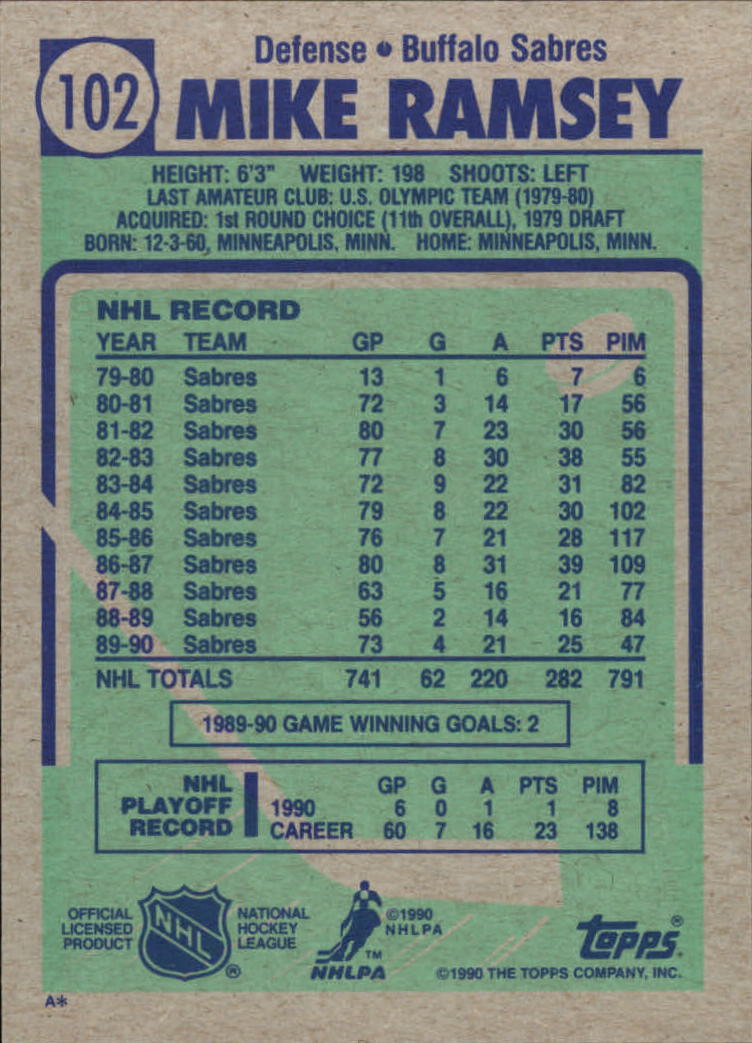 102
Defense • Buffalo Sabres
MIKE RAMSEY
HEIGHT: 6'3" WEIGHT: 198 SHOOTS: LEFT
LAST AMATEUR CLUB: U.S. OLYMPIC TEAM (1979-80)
ACQUIRED: 1st ROUND CHOICE (11th OVERALL), 1979 DRAFT
BORN: 12-3-60, MINNEAPOLIS, MINN. HOME: MINNEAPOLIS, MINN.
NHL RECORD
YEAR TEAM GP G A PTS PIM
79-80 Sabres 13 1 6 7 6
80-81 Sabres 72 3 14 17 56
81-82 Sabres 80 7 23 30 56
82-83 Sabres 77 8 30 38 55
83-84 Sabres 72 9 22 31 82
84-85 Sabres 79 8 22 30 102
85-86 Sabres 76 7 21 28 117
86-87 Sabres 80 8 31 39 109
87-88 Sabres 63 5 16 21 77
88-89 Sabres 56 2 14 16 84
89-90 Sabres 73 4 21 25 47
NHL TOTALS 741 62 220 282 791
1989-90 GAME WINNING GOALS: 2
NHL PLAYOFF RECORD
GP G A PTS PIM
1990 6 0 1 1 8
CAREER 60 7 16 23 138
OFFICIAL
LICENSED
PRODUCT
NHL ®
NATIONAL
HOCKEY
LEAGUE
TM
NHLPA
©1990
NHLPA
topps®
©1990 THE TOPPS COMPANY, INC.
A*